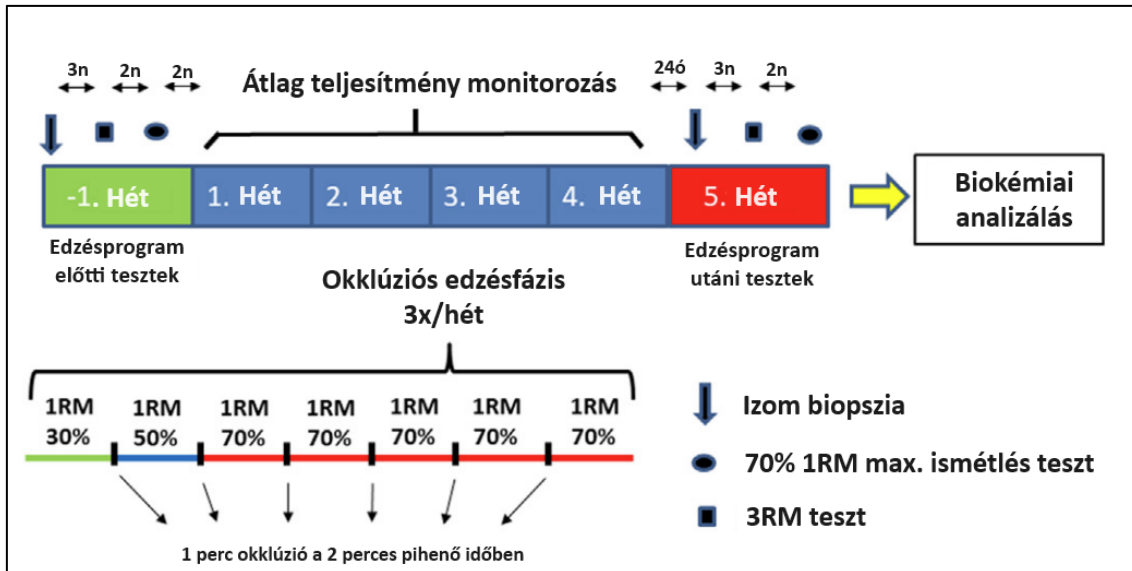 3n 2n 2n
Átlag teljesítmény monitorozás
24ó 3n 2n
-1. Hét
1. Hét
2. Hét
3. Hét
4. Hét
5. Hét
Biokémiai
analizálás
Edzésprogram
előtti tesztek
Edzésprogram
utáni tesztek
Okklúziós edzésfázis
3x/hét
1RM 1RM 1RM 1RM 1RM 1RM 1RM
30% 50% 70% 70% 70% 70% 70%
1 perc okklúzió a 2 perces pihenő időben
Izom biopszia
70% 1RM max. ismétlés teszt
3RM teszt